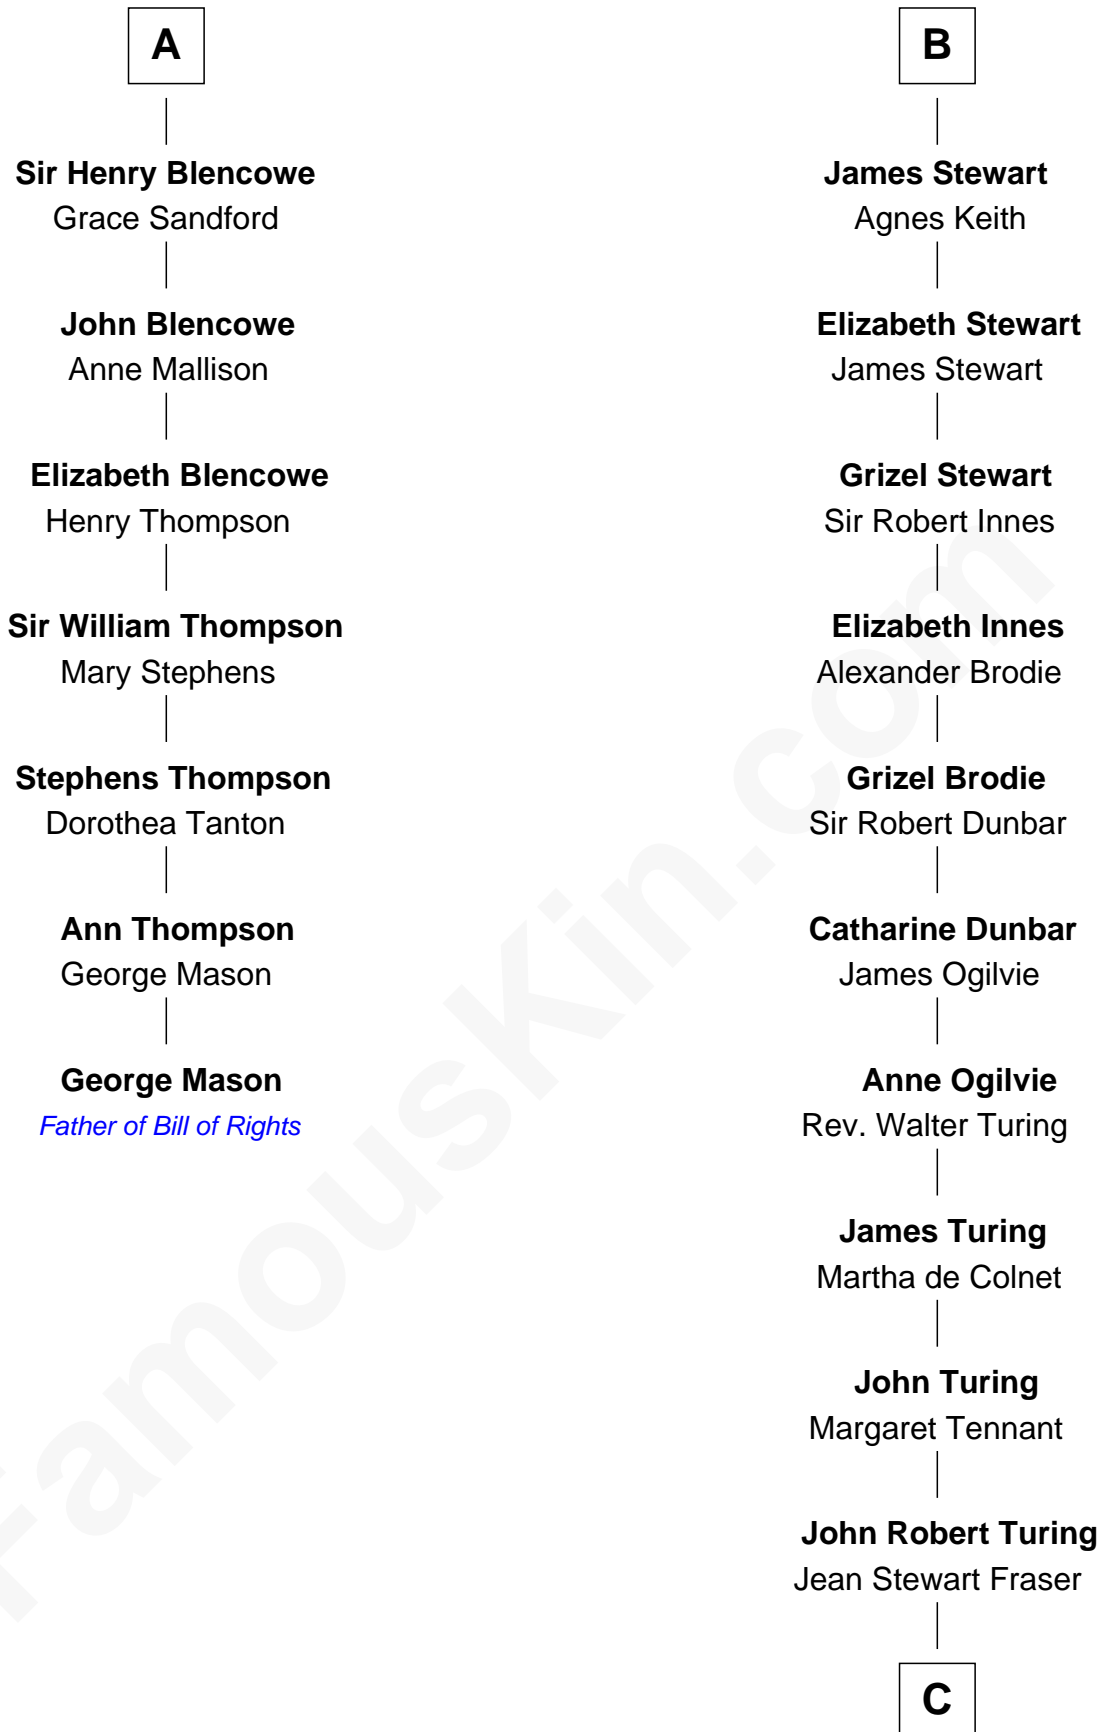 A
Sir Henry Blencowe
Grace Sandford
John Blencowe
Anne Mallison
Elizabeth Blencowe
Henry Thompson
Sir William Thompson
Mary Stephens
Stephens Thompson
Dorothea Tanton
Ann Thompson
George Mason
George Mason
Father of Bill of Rights
B
James Stewart
Agnes Keith
Elizabeth Stewart
James Stewart
Grizel Stewart
Sir Robert Innes
Elizabeth Innes
Alexander Brodie
Grizel Brodie
Sir Robert Dunbar
Catharine Dunbar
James Ogilvie
Anne Ogilvie
Rev. Walter Turing
James Turing
Martha de Colnet
John Turing
Margaret Tennant
John Robert Turing
Jean Stewart Fraser
C
FamousKin.com